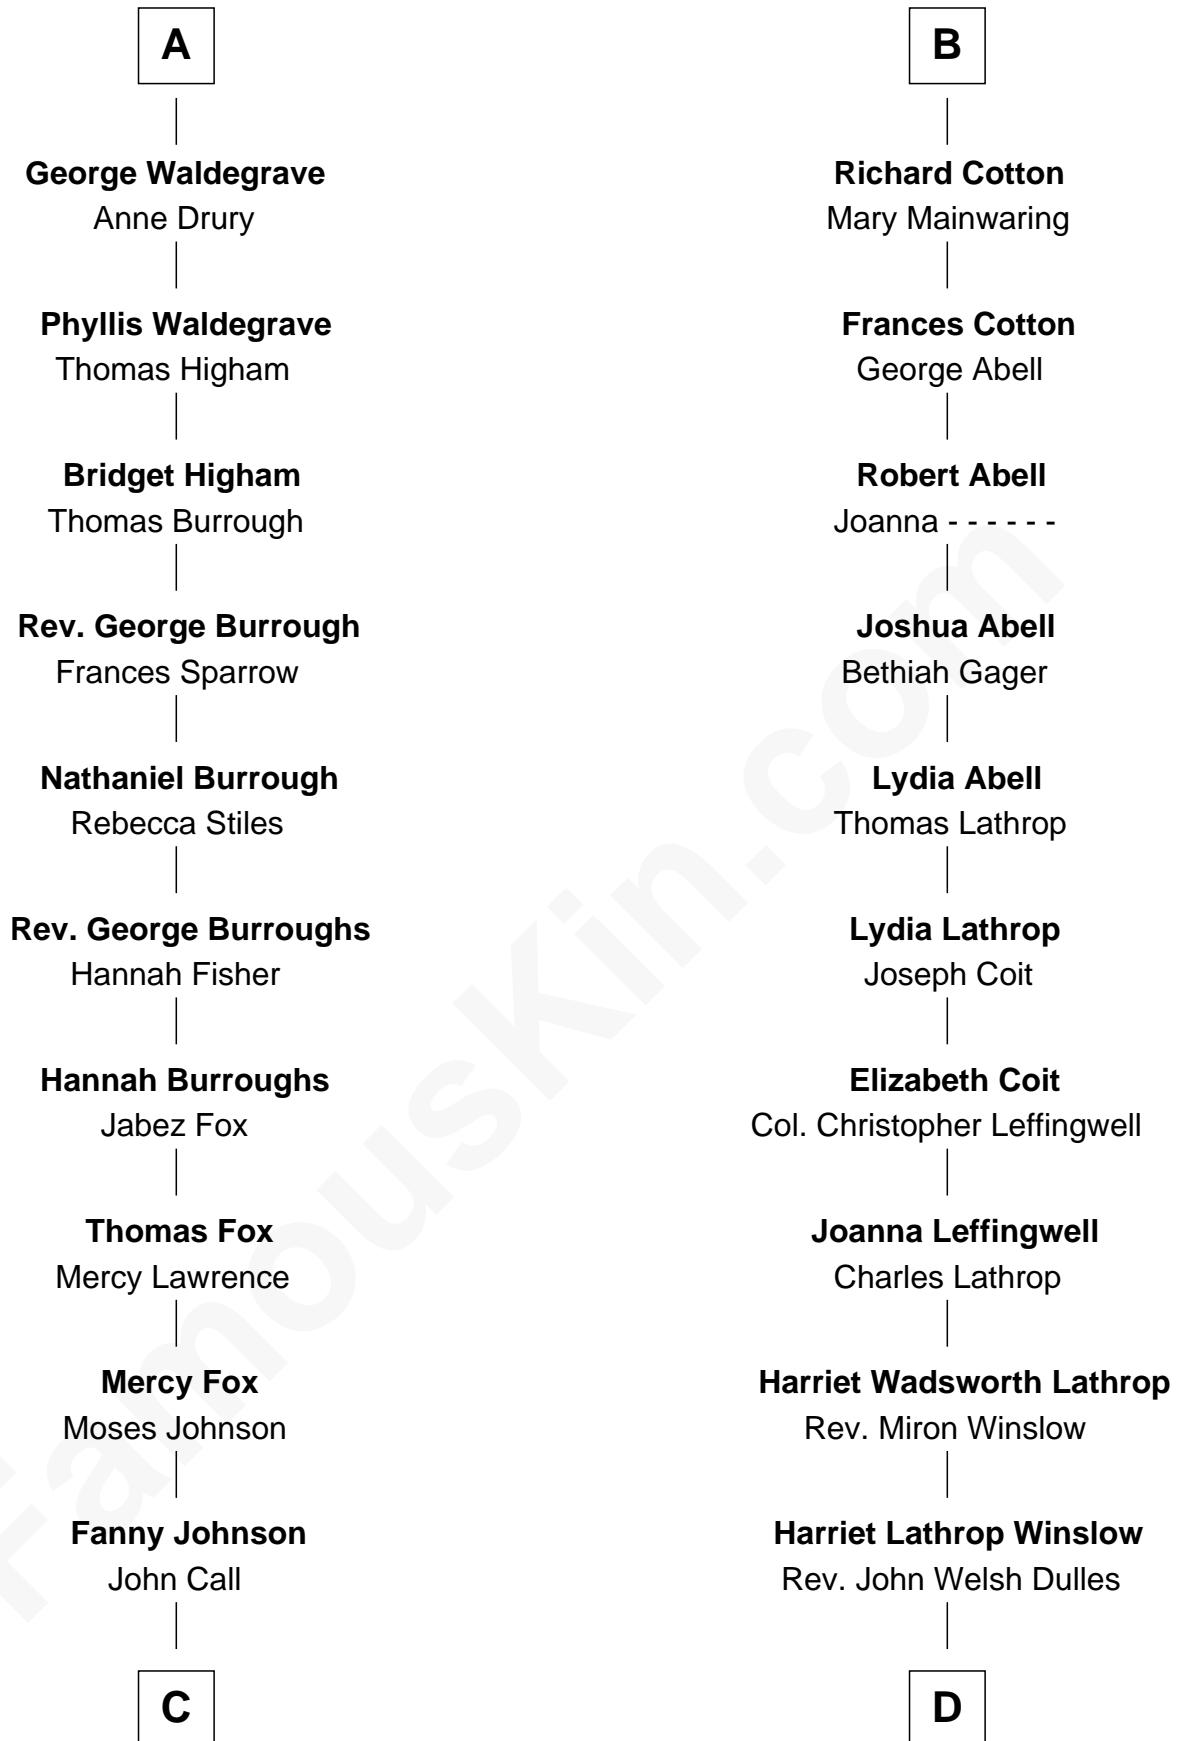 A
George Waldegrave
Anne Drury
Phyllis Waldegrave
Thomas Higham
Bridget Higham
Thomas Burrough
Rev. George Burrough
Frances Sparrow
Nathaniel Burrough
Rebecca Stiles
Rev. George Burroughs
Hannah Fisher
Hannah Burroughs
Jabez Fox
Thomas Fox
Mercy Lawrence
Mercy Fox
Moses Johnson
Fanny Johnson
John Call
C
B
Richard Cotton
Mary Mainwaring
Frances Cotton
George Abell
Robert Abell
Joanna - - - - - -
Joshua Abell
Bethiah Gager
Lydia Abell
Thomas Lathrop
Lydia Lathrop
Joseph Coit
Elizabeth Coit
Col. Christopher Leffingwell
Joanna Leffingwell
Charles Lathrop
Harriet Wadsworth Lathrop
Rev. Miron Winslow
Harriet Lathrop Winslow
Rev. John Welsh Dulles
D
FamousKin.com